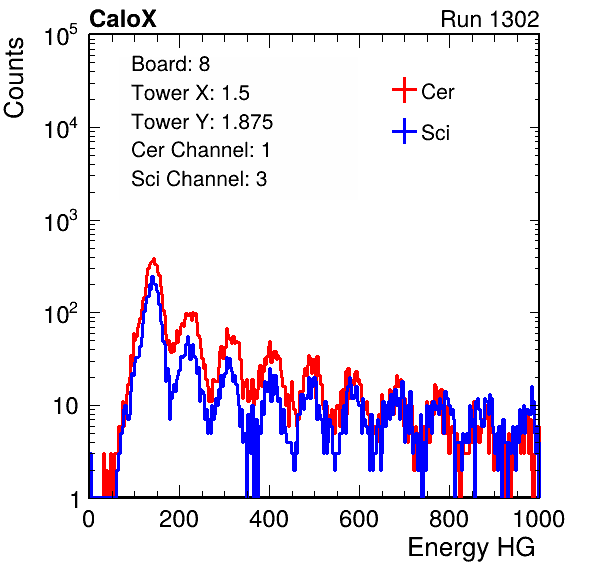 CaloX Run 1302
Counts
Board: 8
Tower X: 1.5
Tower Y: 1.875
Cer Channel: 1
Sci Channel: 3
Cer
Sci
10^5
10^4
10^3
10^2
10
1
0 200 400 600 800 1000
Energy HG